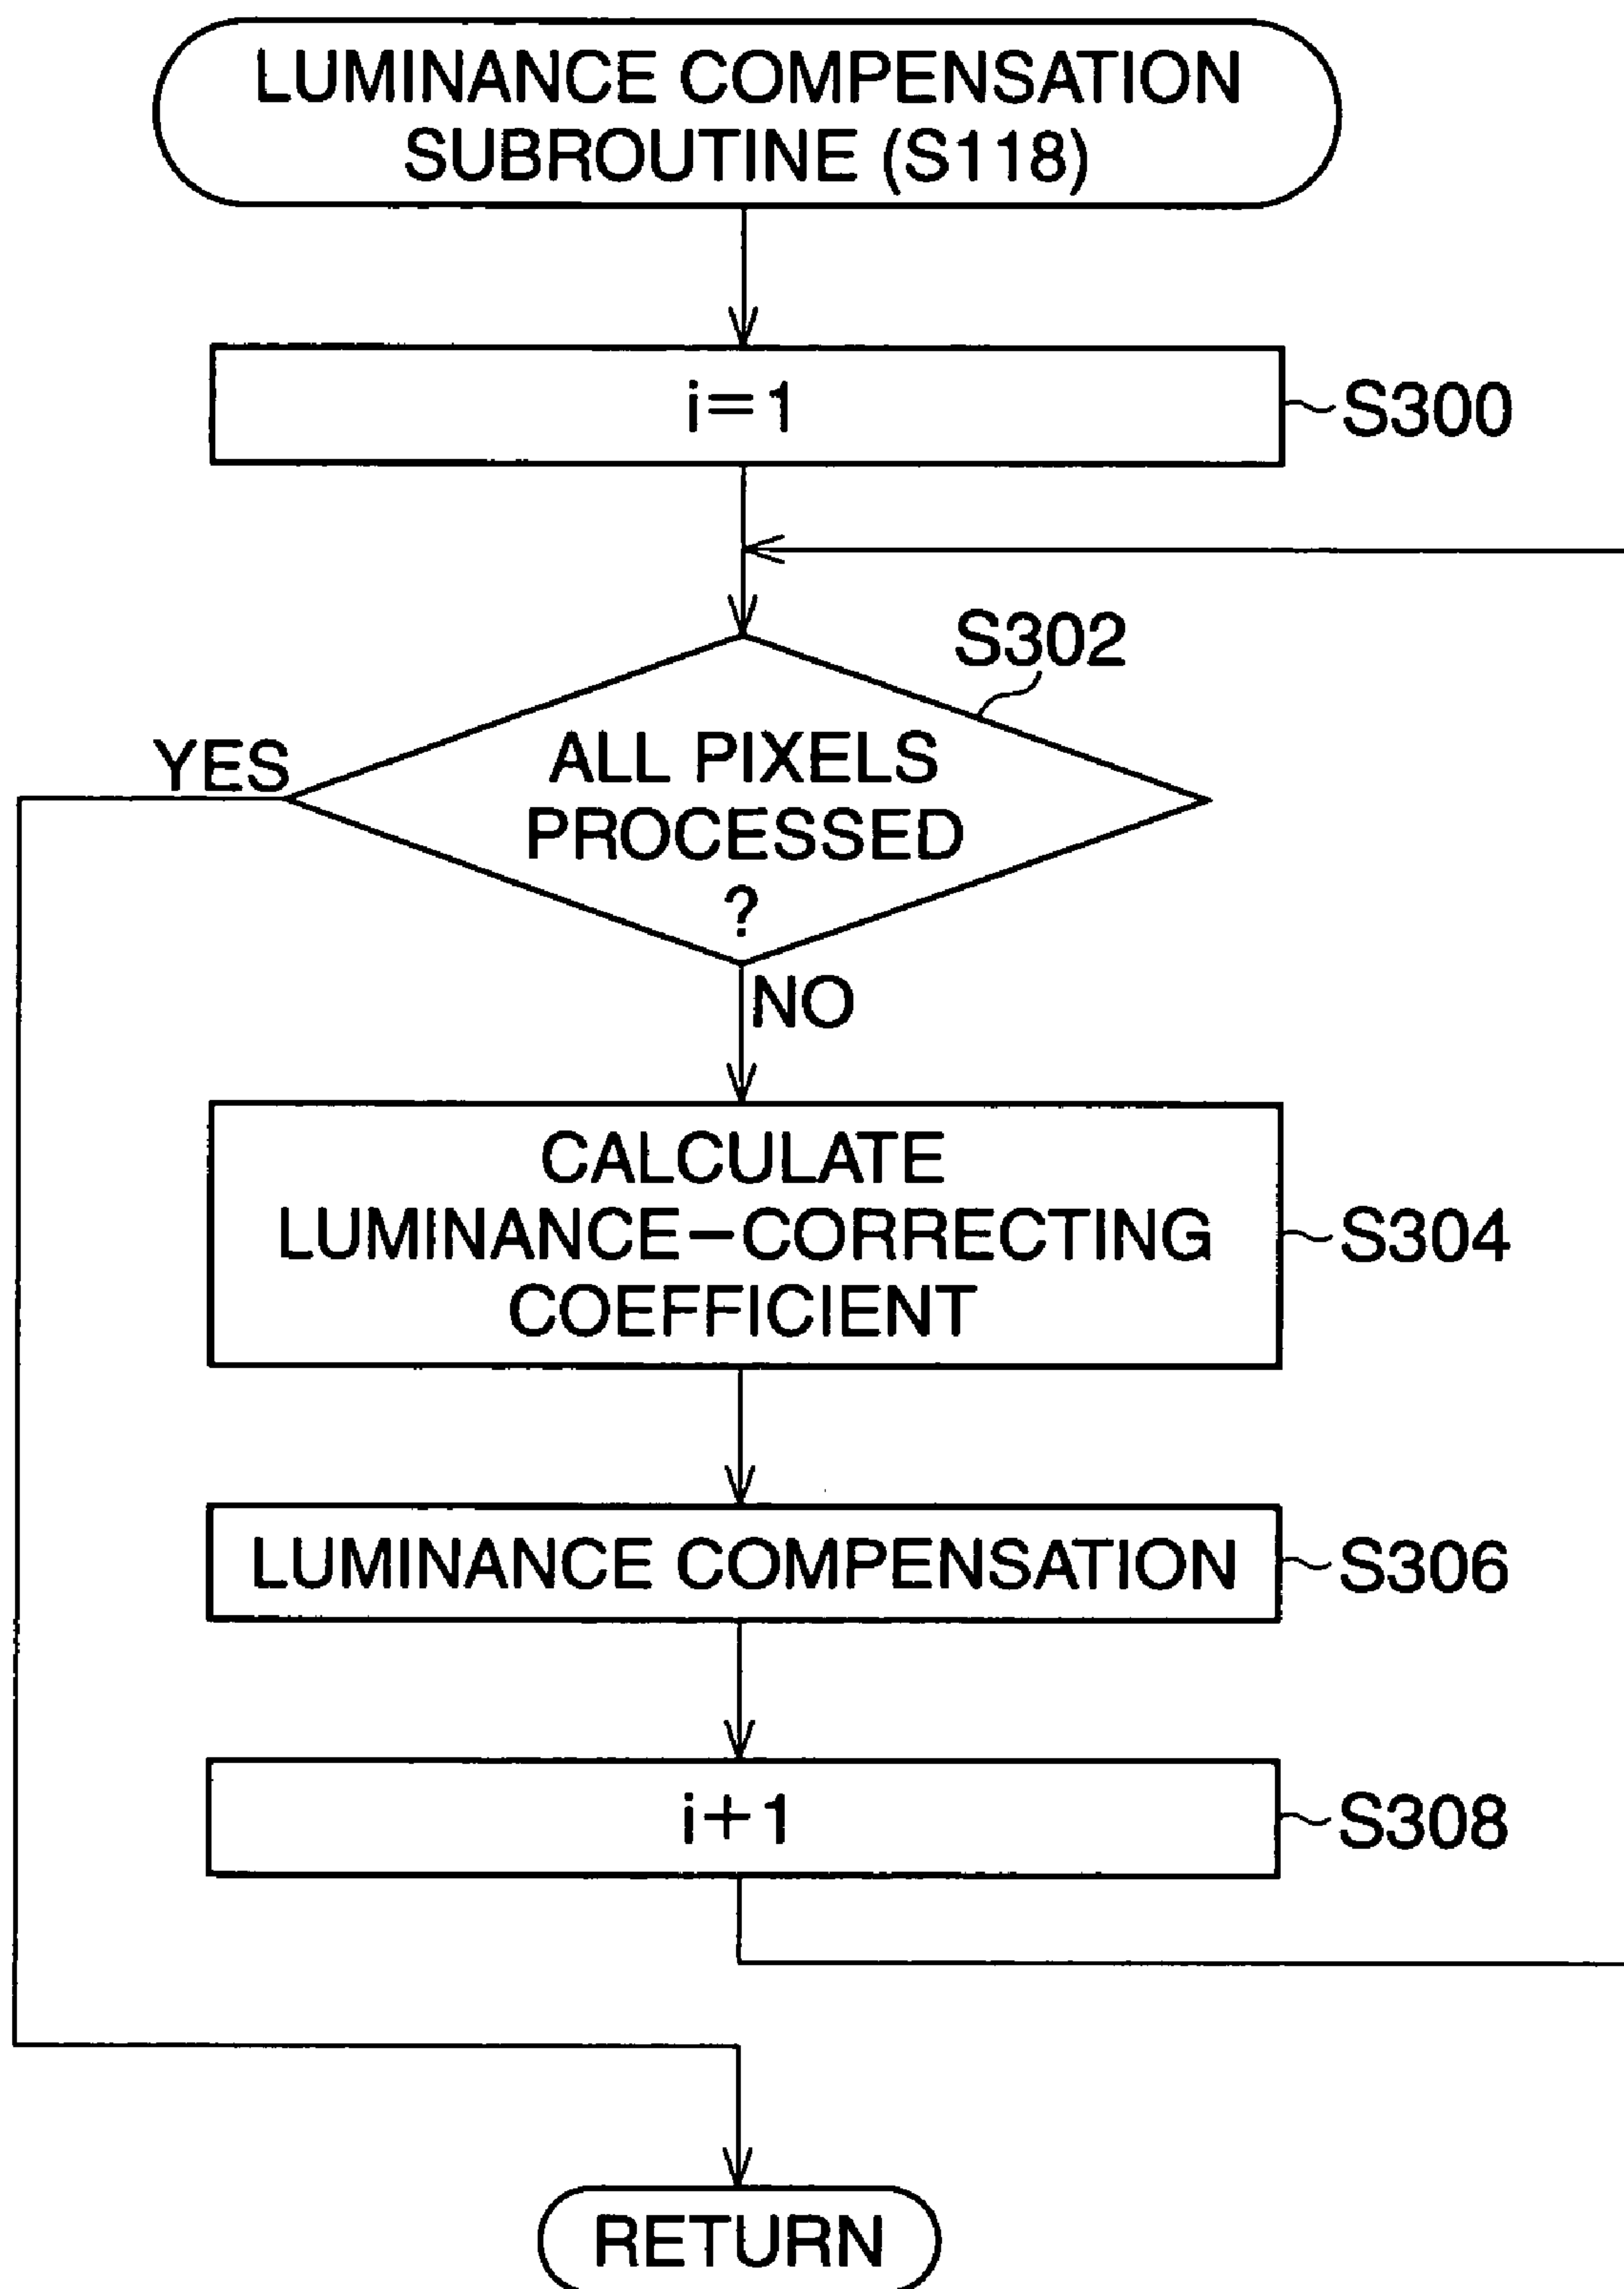 LUMINANCE COMPENSATION
SUBROUTINE (S118)
i=1
S300
S302
YES
ALL PIXELS
PROCESSED
?
NO
CALCULATE
LUMINANCE-CORRECTING
COEFFICIENT
S304
LUMINANCE COMPENSATION
S306
i+1
S308
RETURN